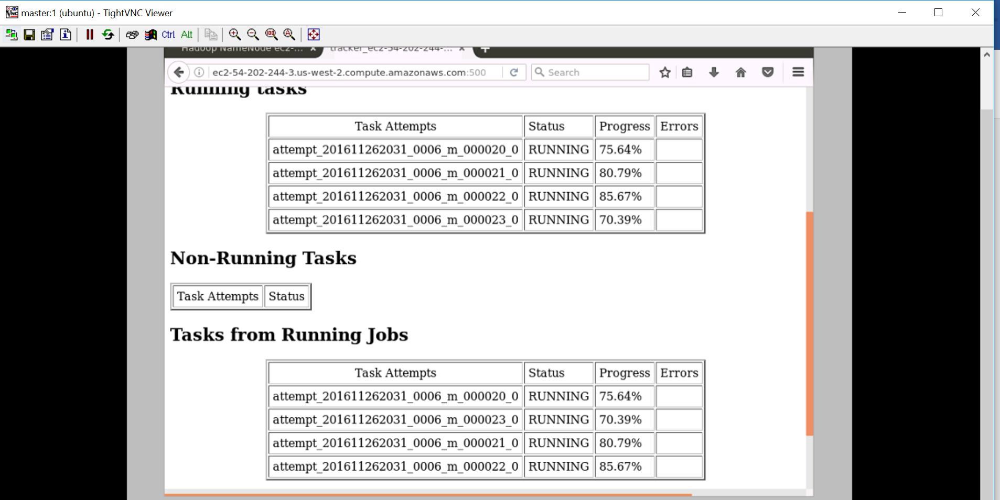 master:1 (ubuntu) - TightVNC Viewer
Ctrl Alt
Hadoop NameNode ec2-... × tracker_ec2-54-202-244-... × +
ec2-54-202-244-3.us-west-2.compute.amazonaws.com:500 Search
Running tasks
Task Attempts Status Progress Errors
attempt_201611262031_0006_m_000020_0 RUNNING 75.64%
attempt_201611262031_0006_m_000021_0 RUNNING 80.79%
attempt_201611262031_0006_m_000022_0 RUNNING 85.67%
attempt_201611262031_0006_m_000023_0 RUNNING 70.39%
Non-Running Tasks
Task Attempts Status
Tasks from Running Jobs
Task Attempts Status Progress Errors
attempt_201611262031_0006_m_000020_0 RUNNING 75.64%
attempt_201611262031_0006_m_000023_0 RUNNING 70.39%
attempt_201611262031_0006_m_000021_0 RUNNING 80.79%
attempt_201611262031_0006_m_000022_0 RUNNING 85.67%